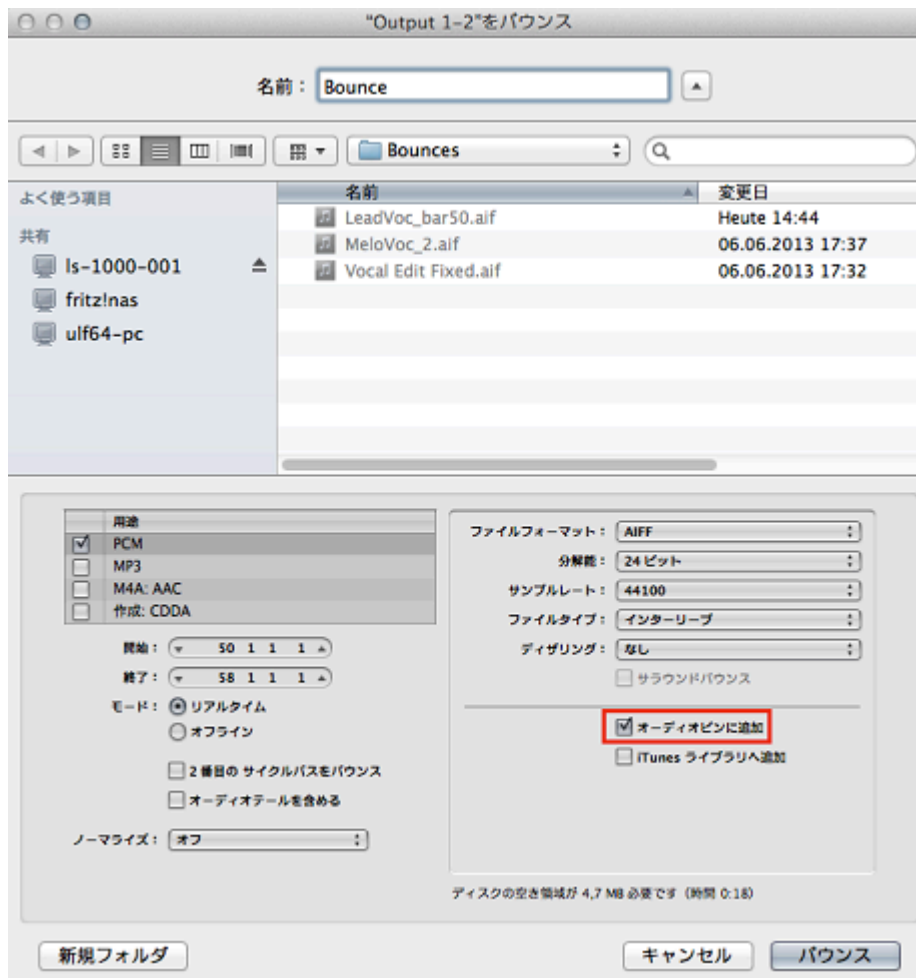 "Output 1-2"をバウンス
名前： Bounce
Bounces
よく使う項目
共有
ls-1000-001
fritz!nas
ulf64-pc
名前 変更日
LeadVoc_bar50.aif Heute 14:44
MeloVoc_2.aif 06.06.2013 17:37
Vocal Edit Fixed.aif 06.06.2013 17:32
用途
PCM
MP3
M4A: AAC
作成: CDDA
開始： 50 1 1 1
終了： 58 1 1 1
モード： リアルタイム
オフライン
2 番目の サイクルパスをバウンス
オーディオテールを含める
ノーマライズ： オフ
ファイルフォーマット： AIFF
分解能： 24 ビット
サンプルレート： 44100
ファイルタイプ： インターリーブ
ディザリング： なし
サラウンドバウンス
オーディオビンに追加
iTunes ライブラリへ追加
ディスクの空き領域が 4,7 MB 必要です（時間 0:18）
新規フォルダ キャンセル バウンス